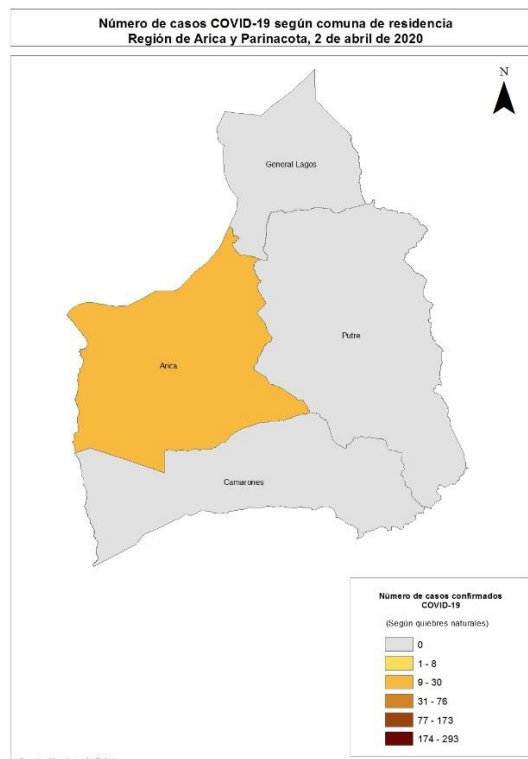 Número de casos COVID-19 según comuna de residencia
Región de Arica y Parinacota, 2 de abril de 2020
N
General Lagos
Putre
Arica
Camarones
Número de casos confirmados
COVID-19
(Según quiebres naturales)
0
1 - 8
9 - 30
31 - 76
77 - 173
174 - 293